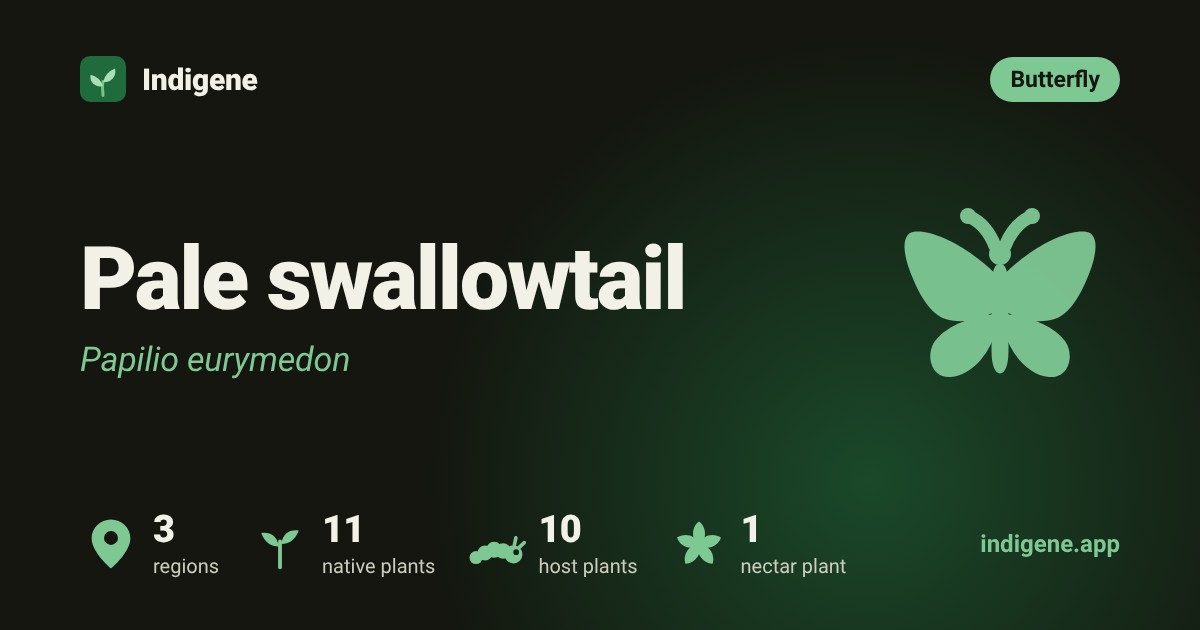 Indigene
Butterfly
Pale swallowtail
Papilio eurymedon
3
regions
11
native plants
10
host plants
1
nectar plant
indigene.app